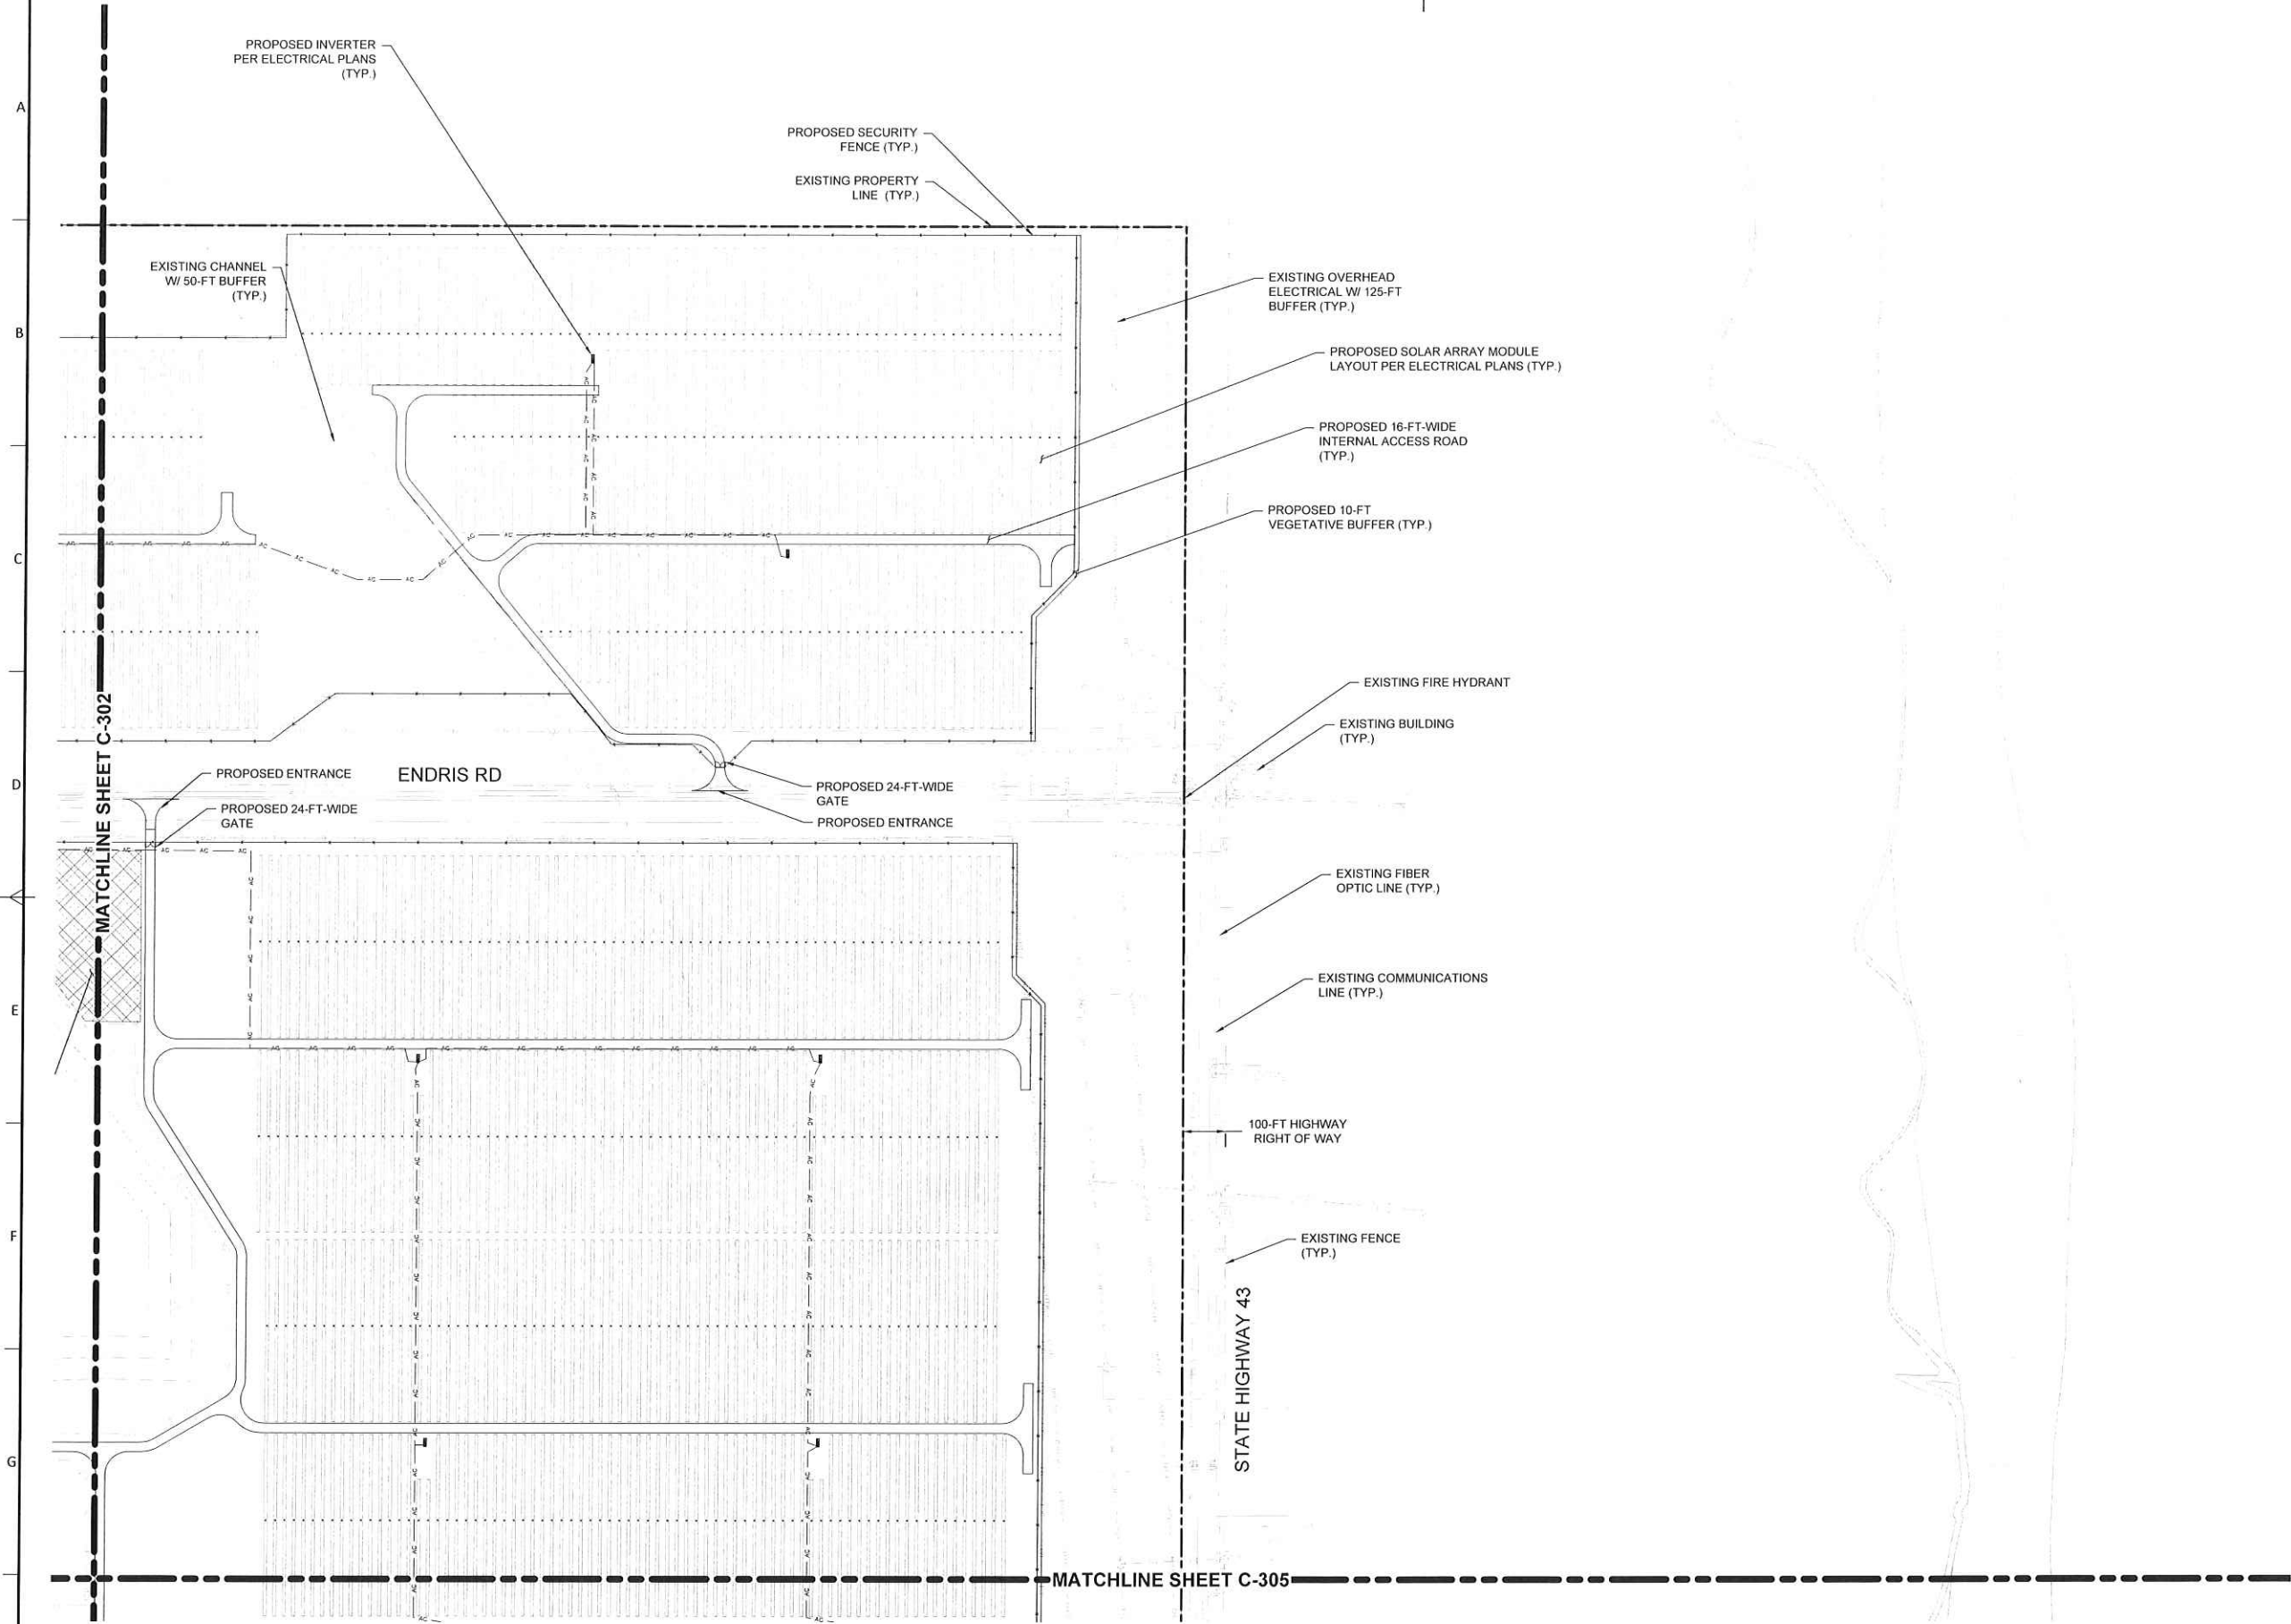 PROPOSED INVERTER
PER ELECTRICAL PLANS
(TYP.)
A
PROPOSED SECURITY
FENCE (TYP.)
EXISTING PROPERTY
LINE (TYP.)
EXISTING CHANNEL
W/ 50-FT BUFFER
(TYP.)
EXISTING OVERHEAD
ELECTRICAL W/ 125-FT
BUFFER (TYP.)
B
PROPOSED SOLAR ARRAY MODULE
LAYOUT PER ELECTRICAL PLANS (TYP.)
PROPOSED 16-FT-WIDE
INTERNAL ACCESS ROAD
(TYP.)
PROPOSED 10-FT
VEGETATIVE BUFFER (TYP.)
C
EXISTING FIRE HYDRANT
EXISTING BUILDING
(TYP.)
MATCHLINE SHEET C-302
D
PROPOSED ENTRANCE
ENDRIS RD
PROPOSED 24-FT-WIDE
GATE
PROPOSED 24-FT-WIDE
GATE
PROPOSED ENTRANCE
EXISTING FIBER
OPTIC LINE (TYP.)
EXISTING COMMUNICATIONS
LINE (TYP.)
E
100-FT HIGHWAY
RIGHT OF WAY
F
EXISTING FENCE
(TYP.)
STATE HIGHWAY 43
G
MATCHLINE SHEET C-305